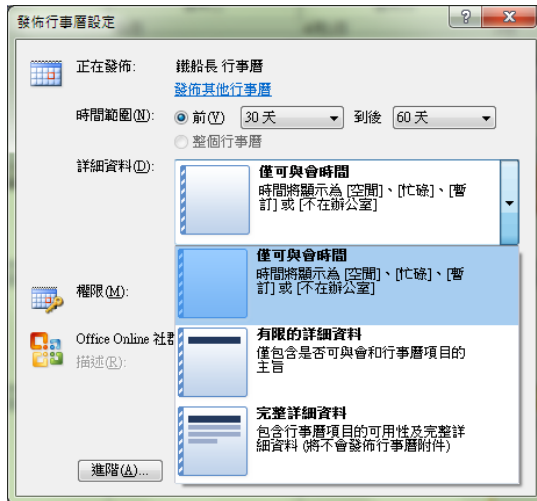 發佈行事曆設定
正在發佈: 鐵船長 行事曆
發佈其他行事曆
時間範圍(N): 前(V) 30 天 到後 60 天
整個行事曆
詳細資料(D): 僅可與會時間
時間將顯示為 [空閒]、[忙碌]、[暫
訂] 或 [不在辦公室]
僅可與會時間
時間將顯示為 [空閒]、[忙碌]、[暫
訂] 或 [不在辦公室]
權限(M):
有限的詳細資料
僅包含是否可與會和行事曆項目的
主旨
Office Online 社
描述(R):
完整詳細資料
包含行事曆項目的可用性及完整詳
細資料 (將不會發佈行事曆附件)
進階(A)...